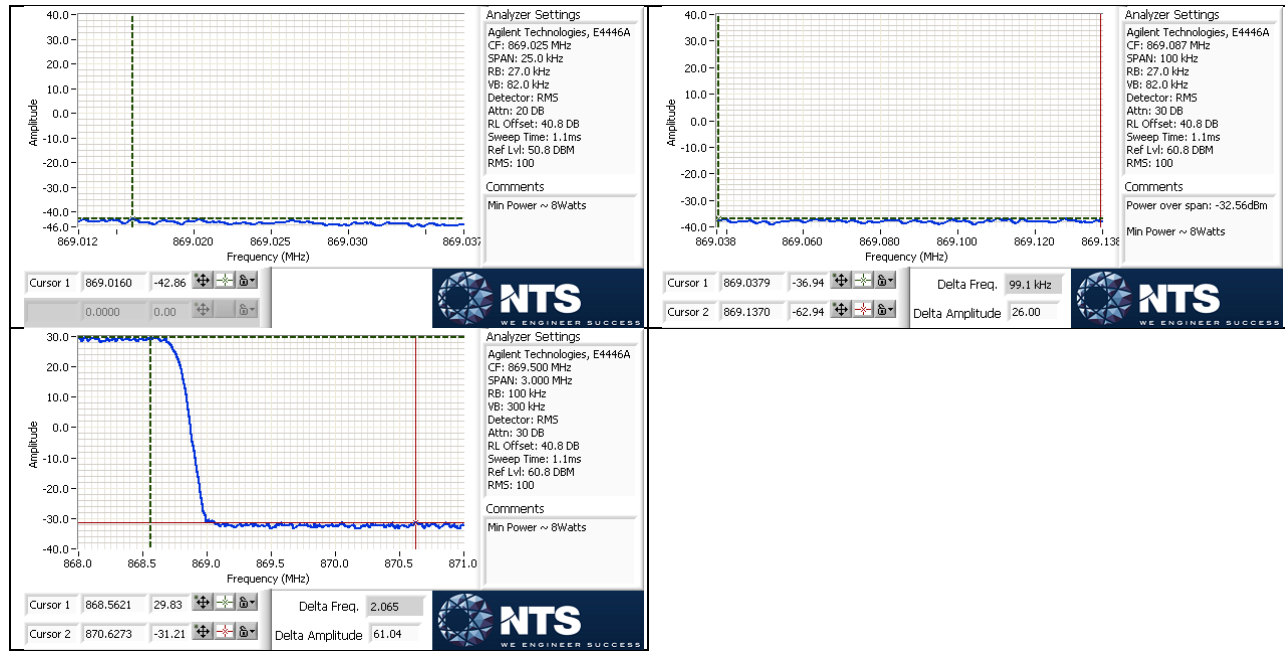 40.0
30.0
20.0
10.0
0.0
-10.0
-20.0
-30.0
-40.0
-46.0
Amplitude
869.012
869.020
869.025
869.030
869.037
Frequency (MHz)
Analyzer Settings
Agilent Technologies, E4446A
CF: 869.025 MHz
SPAN: 25.0 kHz
RB: 27.0 kHz
VB: 82.0 kHz
Detector: RMS
Attn: 20 DB
RL Offset: 40.8 DB
Sweep Time: 1.1ms
Ref Lvl: 50.8 DBM
RMS: 100
Comments
Min Power ~ 8Watts
Cursor 1 869.0160 -42.86
0.0000 0.00
NTS
WE ENGINEER SUCCESS
40.0
30.0
20.0
10.0
0.0
-10.0
-20.0
-30.0
-40.0
Amplitude
869.038
869.060
869.080
869.100
869.120
869.138
Frequency (MHz)
Analyzer Settings
Agilent Technologies, E4446A
CF: 869.087 MHz
SPAN: 100 kHz
RB: 27.0 kHz
VB: 82.0 kHz
Detector: RMS
Attn: 30 DB
RL Offset: 40.8 DB
Sweep Time: 1.1ms
Ref Lvl: 60.8 DBM
RMS: 100
Comments
Power over span: -32.56dBm
Min Power ~ 8Watts
Cursor 1 869.0379 -36.94
Cursor 2 869.1370 -62.94
Delta Freq. 99.1 kHz
Delta Amplitude 26.00
NTS
WE ENGINEER SUCCESS
30.0
20.0
10.0
0.0
-10.0
-20.0
-30.0
-40.0
Amplitude
868.0
868.5
869.0
869.5
870.0
870.5
871.0
Frequency (MHz)
Analyzer Settings
Agilent Technologies, E4446A
CF: 869.500 MHz
SPAN: 3.000 MHz
RB: 100 kHz
VB: 300 kHz
Detector: RMS
Attn: 30 DB
RL Offset: 40.8 DB
Sweep Time: 1.1ms
Ref Lvl: 60.8 DBM
RMS: 100
Comments
Min Power ~ 8Watts
Cursor 1 868.5621 29.83
Cursor 2 870.6273 -31.21
Delta Freq. 2.065
Delta Amplitude 61.04
NTS
WE ENGINEER SUCCESS